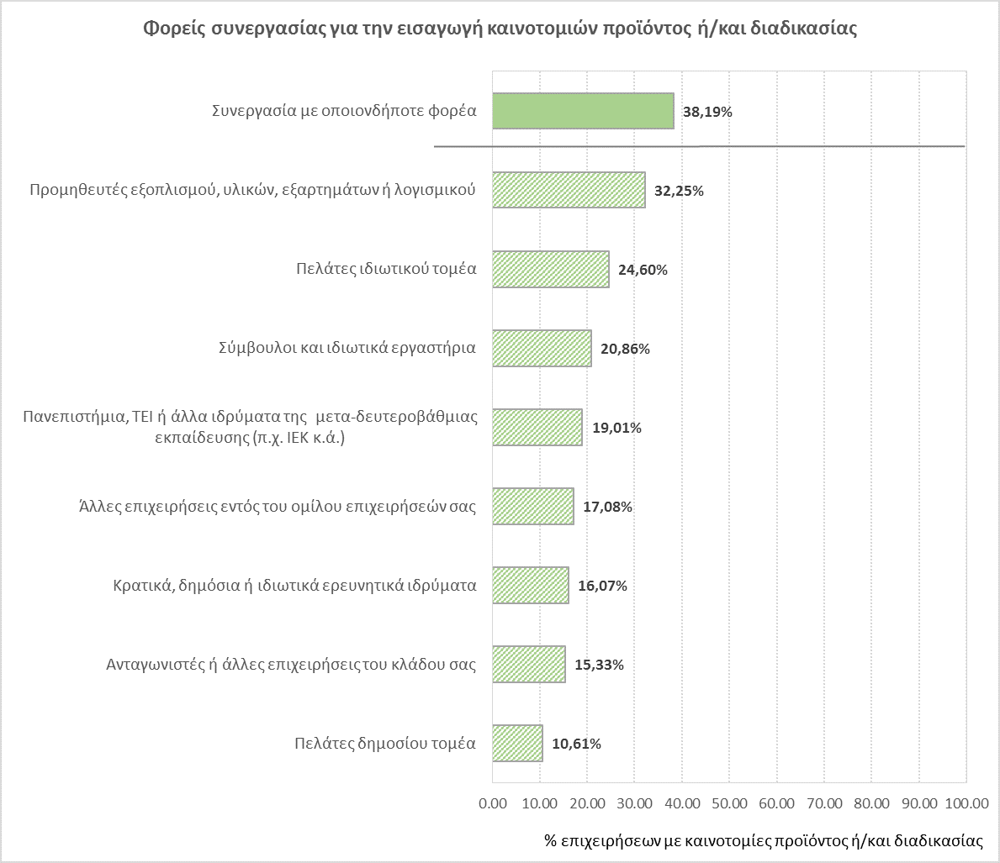 Φορείς συνεργασίας για την εισαγωγή καινοτομιών προϊόντος ή/και διαδικασίας
Συνεργασία με οποιονδήποτε φορέα
38,19%
Προμηθευτές εξοπλισμού, υλικών, εξαρτημάτων ή λογισμικού
32,25%
Πελάτες ιδιωτικού τομέα
24,60%
Σύμβουλοι και ιδιωτικά εργαστήρια
20,86%
Πανεπιστήμια, ΤΕΙ ή άλλα ιδρύματα της μετα-δευτεροβάθμιας
εκπαίδευσης (π.χ. ΙΕΚ κ.ά.)
19,01%
Άλλες επιχειρήσεις εντός του ομίλου επιχειρήσεών σας
17,08%
Κρατικά, δημόσια ή ιδιωτικά ερευνητικά ιδρύματα
16,07%
Ανταγωνιστές ή άλλες επιχειρήσεις του κλάδου σας
15,33%
Πελάτες δημοσίου τομέα
10,61%
0.00 10.00 20.00 30.00 40.00 50.00 60.00 70.00 80.00 90.00 100.00
% επιχειρήσεων με καινοτομίες προϊόντος ή/και διαδικασίας